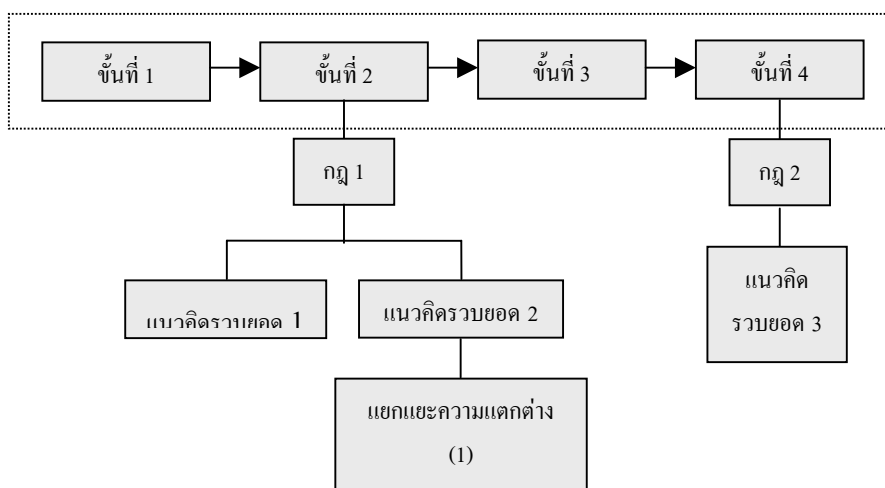 ขั้นที่ 1
ขั้นที่ 2
ขั้นที่ 3
ขั้นที่ 4
กฎ 1
กฎ 2
แนวคิดรวบยอด 1
แนวคิดรวบยอด 2
แนวคิด
รวบยอด 3
แยกแยะความแตกต่าง
(1)